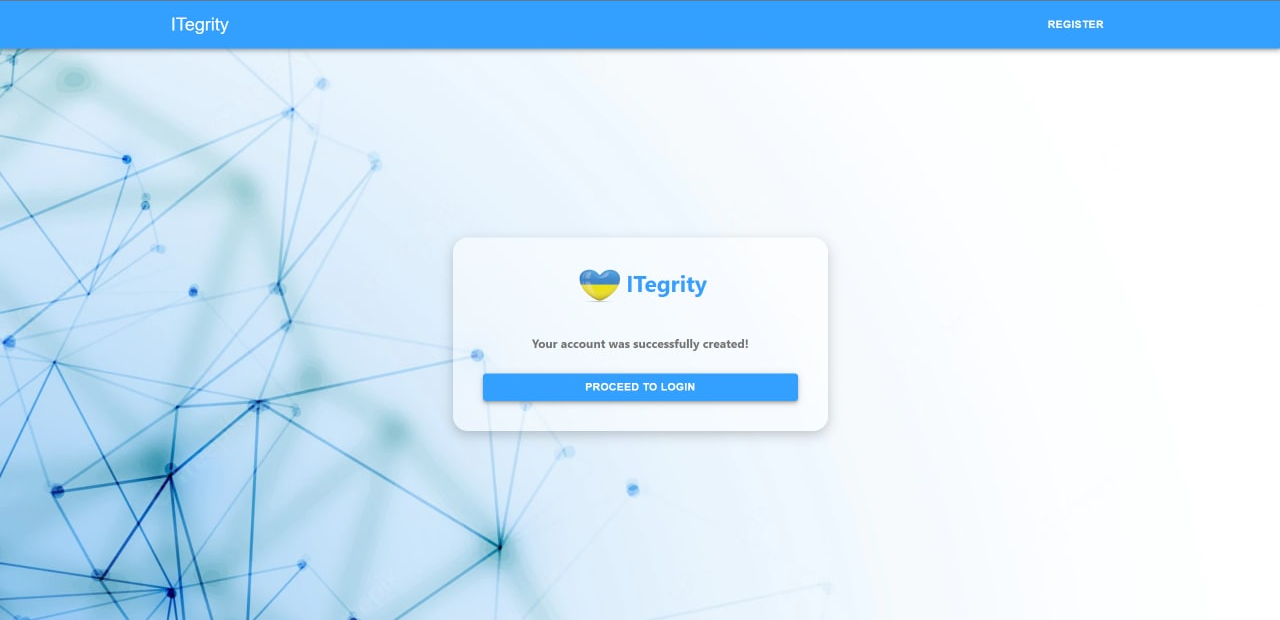 ITegrity
REGISTER
ITegrity
Your account was successfully created!
PROCEED TO LOGIN